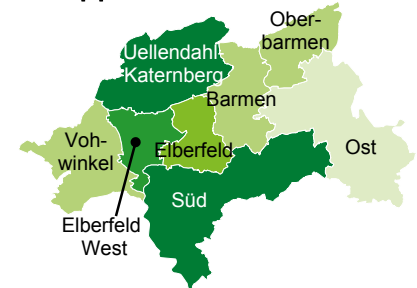 Ober-
barmen
Uellendahl-
Katernberg
Barmen
Voh-
winkel
Elberfeld
Ost
Süd
Elberfeld
West